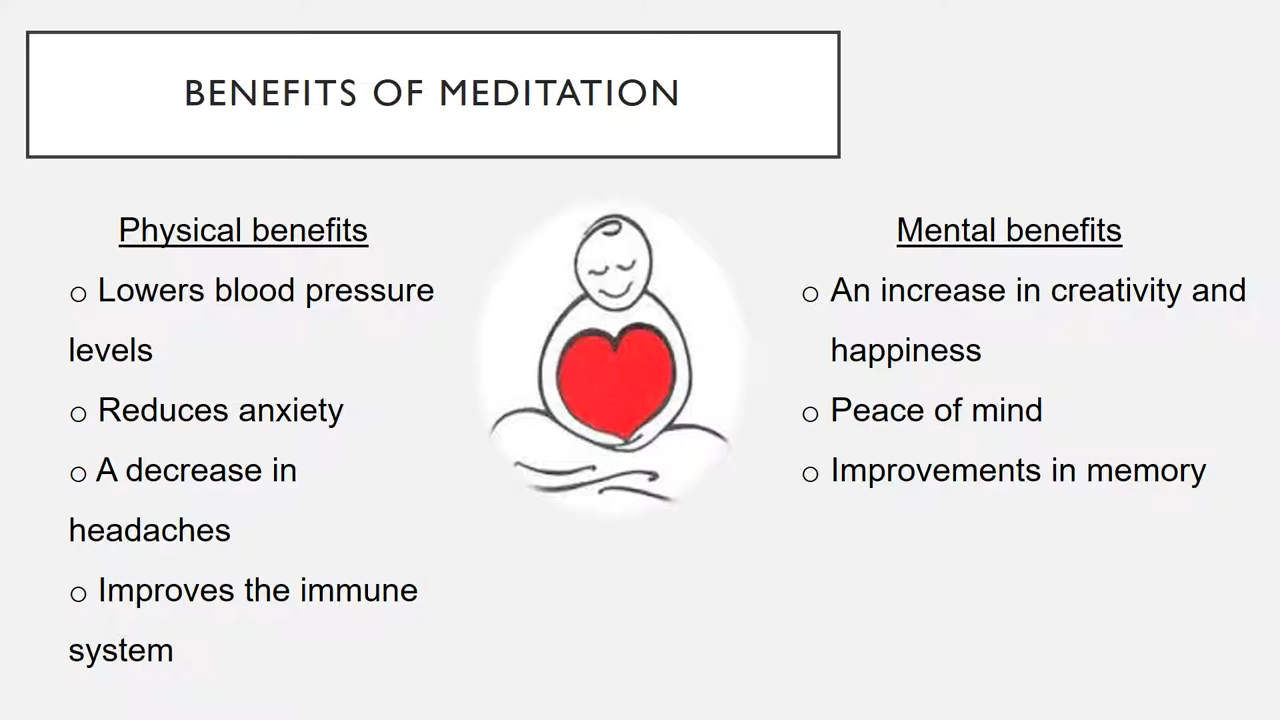 BENEFITS OF MEDITATION
Physical benefits
o Lowers blood pressure
levels
o Reduces anxiety
o A decrease in
headaches
o Improves the immune
system
Mental benefits
o An increase in creativity and
happiness
o Peace of mind
o Improvements in memory